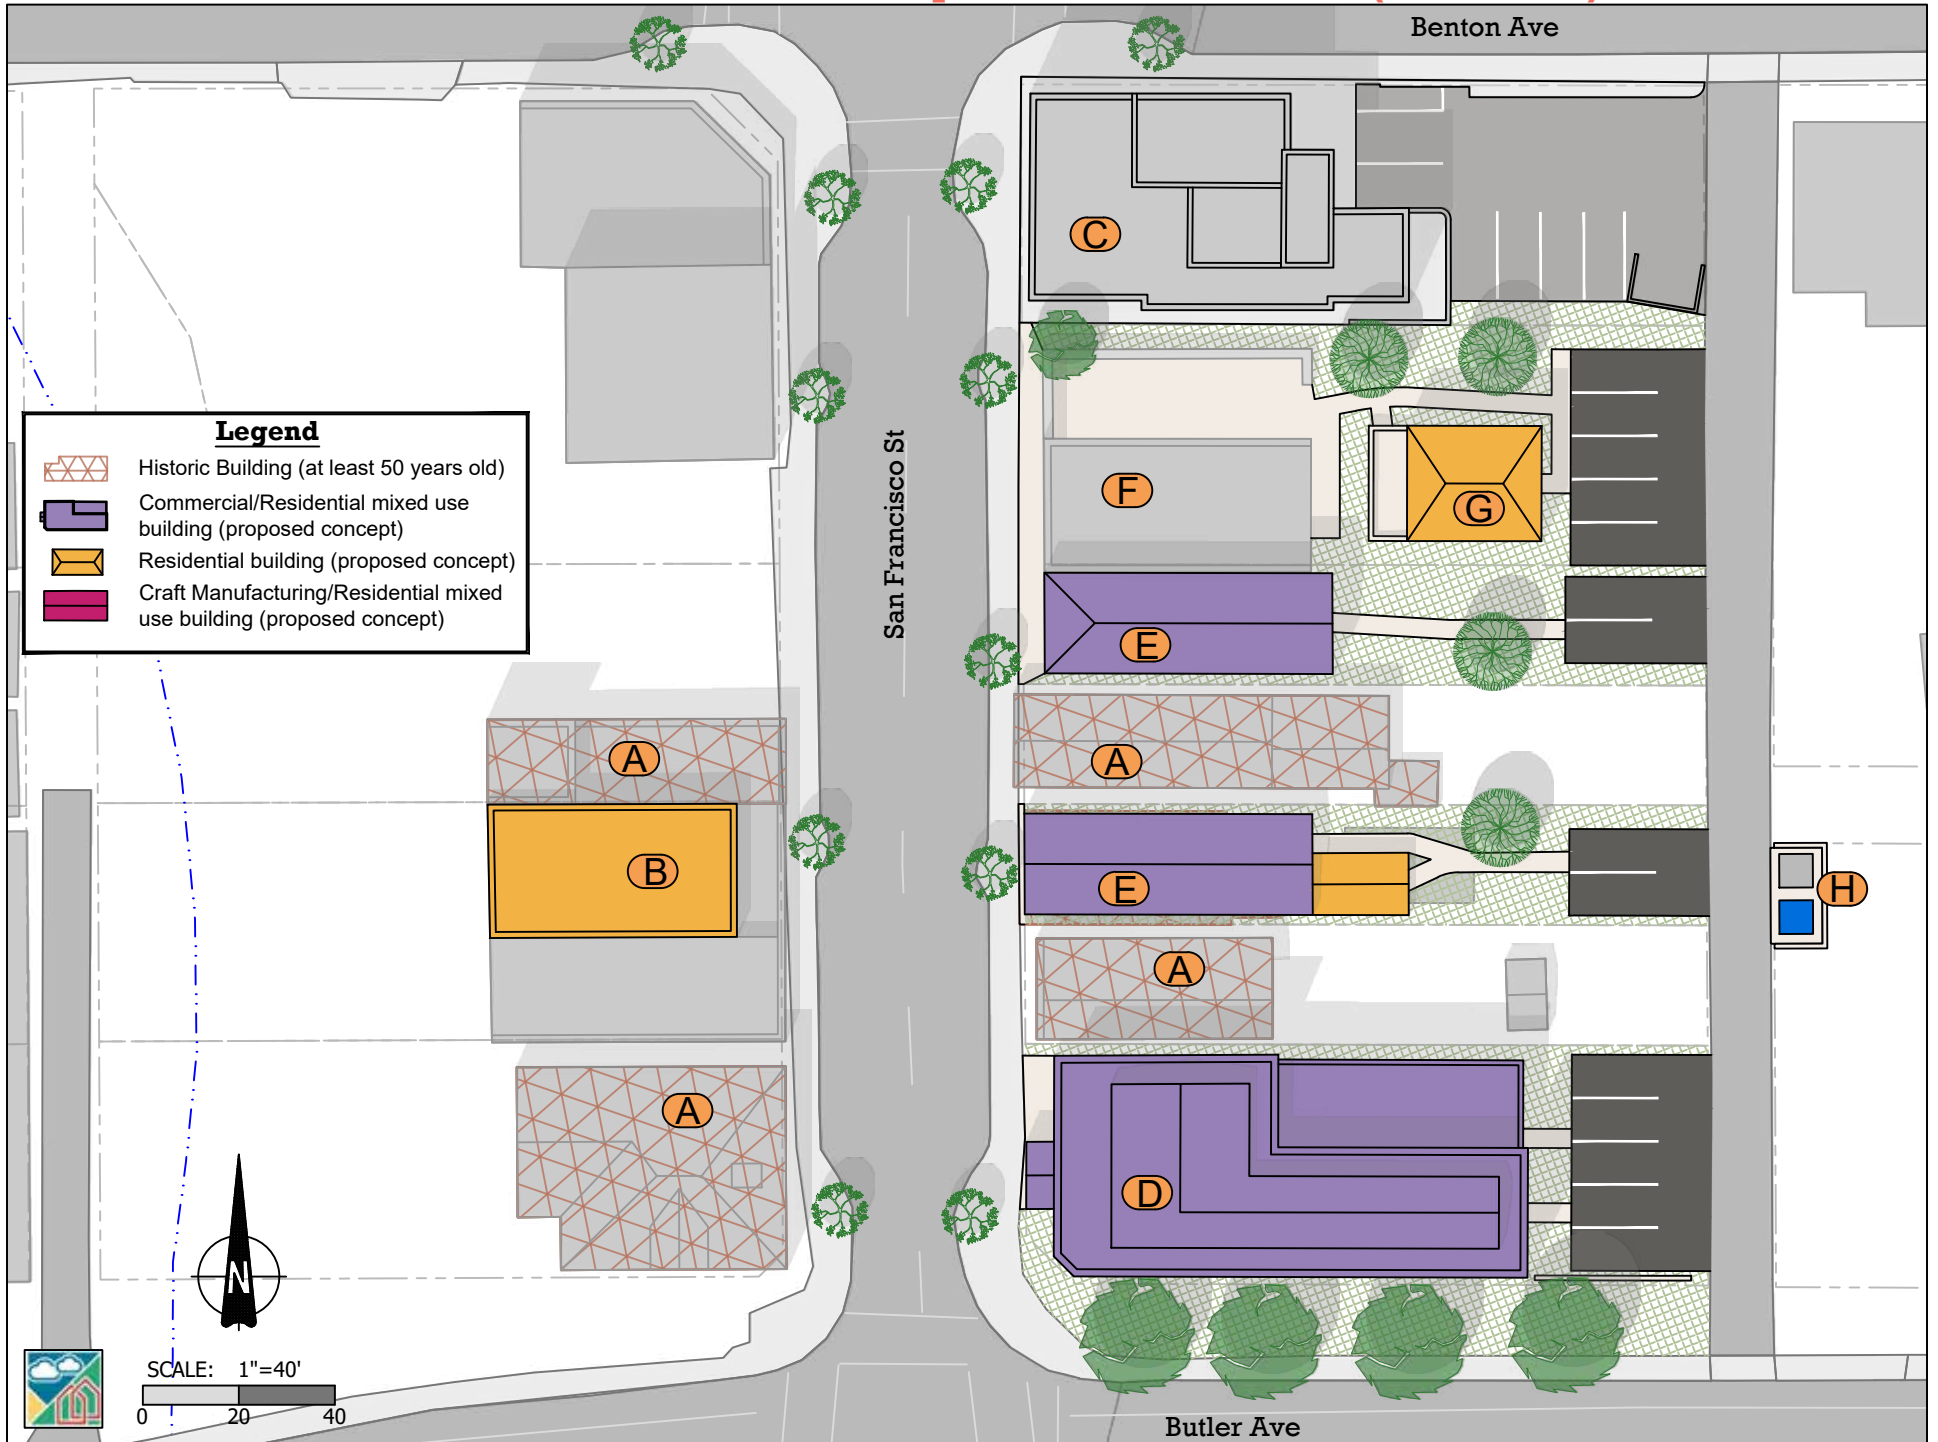 Benton Ave
C
Legend
Historic Building (at least 50 years old)
Commercial/Residential mixed use
building (proposed concept)
Residential building (proposed concept)
Craft Manufacturing/Residential mixed
use building (proposed concept)
San Francisco St
F
G
E
A
A
B
E
H
A
A
D
N
SCALE: 1"=40'
0 20 40
Butler Ave